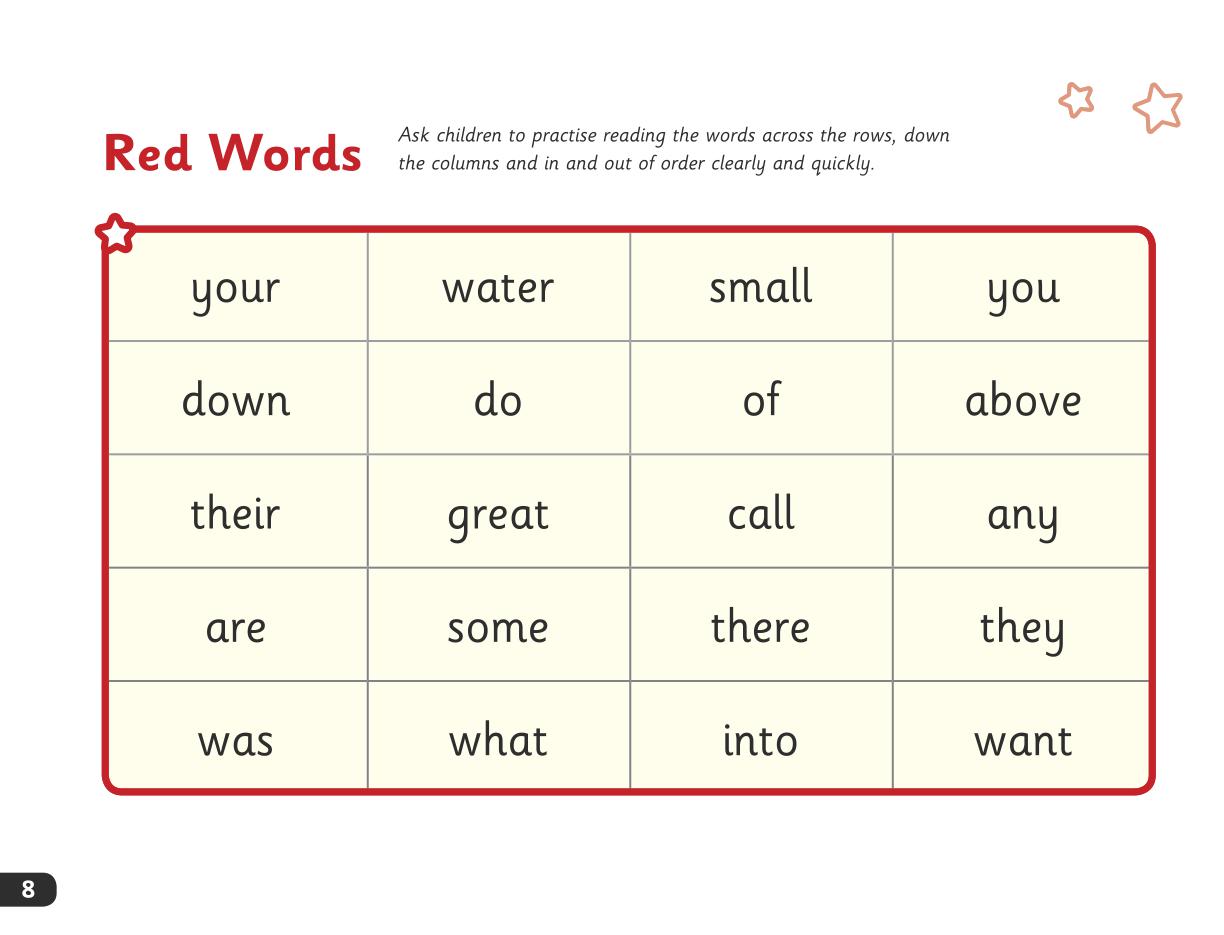 Red Words
Ask children to practise reading the words across the rows, down
the columns and in and out of order clearly and quickly.
your water small you
down do of above
their great call any
are some there they
was what into want
8